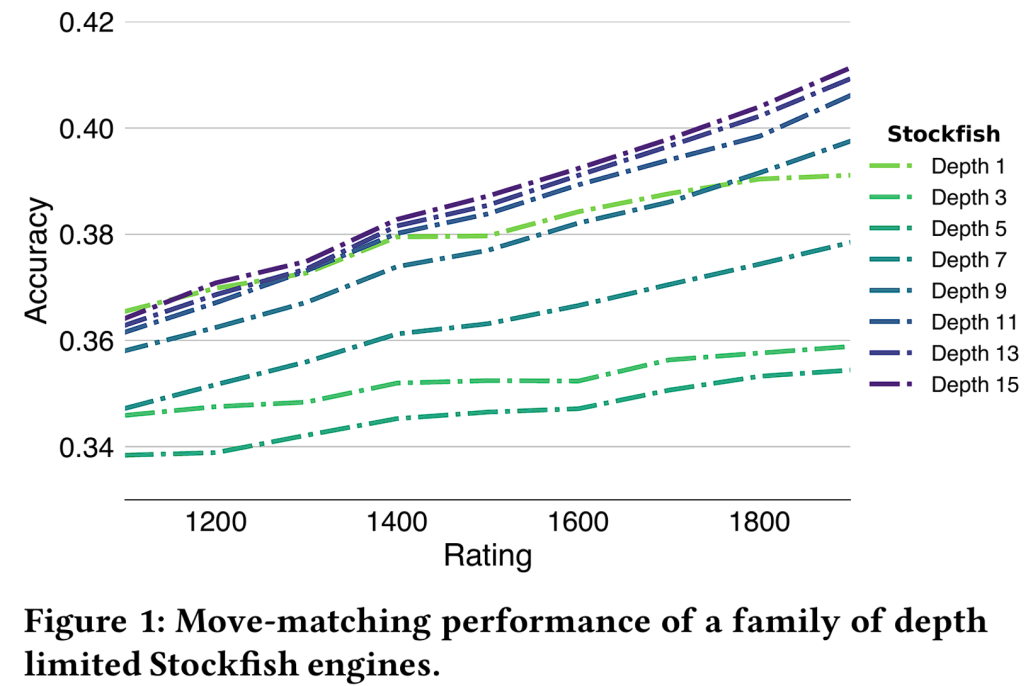 0.42
0.40
0.38
0.36
0.34
Accuracy
1200 1400 1600 1800
Rating
Stockfish
Depth 1
Depth 3
Depth 5
Depth 7
Depth 9
Depth 11
Depth 13
Depth 15
Figure 1: Move-matching performance of a family of depth
limited Stockfish engines.